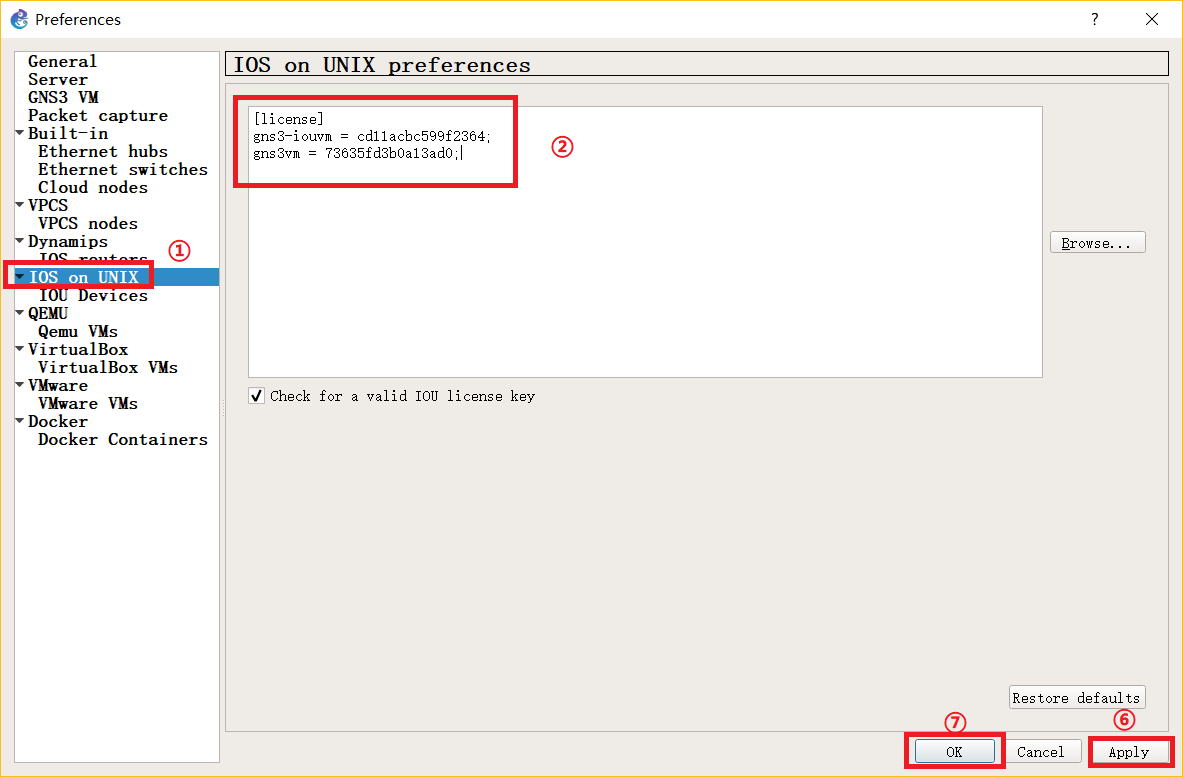 Preferences
?
General
Server
GNS3 VM
Packet capture
Built-in
Ethernet hubs
Ethernet switches
Cloud nodes
VPCS
VPCS nodes
Dynamips
IOS routers
①
IOS on UNIX
IOU Devices
QEMU
Qemu VMs
VirtualBox
VirtualBox VMs
VMware
VMware VMs
Docker
Docker Containers
IOS on UNIX preferences
[license]
gns3-iouvm = cd11acbc599f2364;
gns3vm = 73635fd3b0a13ad0;
②
Browse...
Check for a valid IOU license key
Restore defaults
⑦
⑥
OK
Cancel
Apply